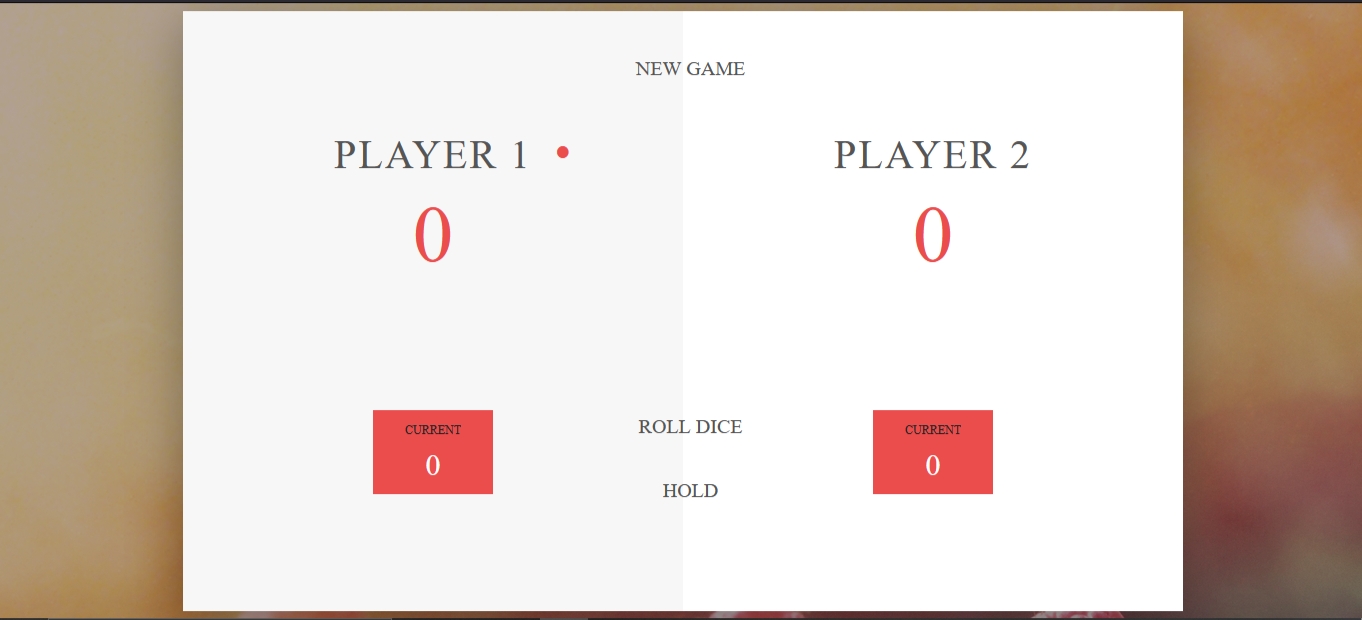 NEW GAME
PLAYER 1
PLAYER 2
0
0
CURRENT
0
ROLL DICE
HOLD
CURRENT
0